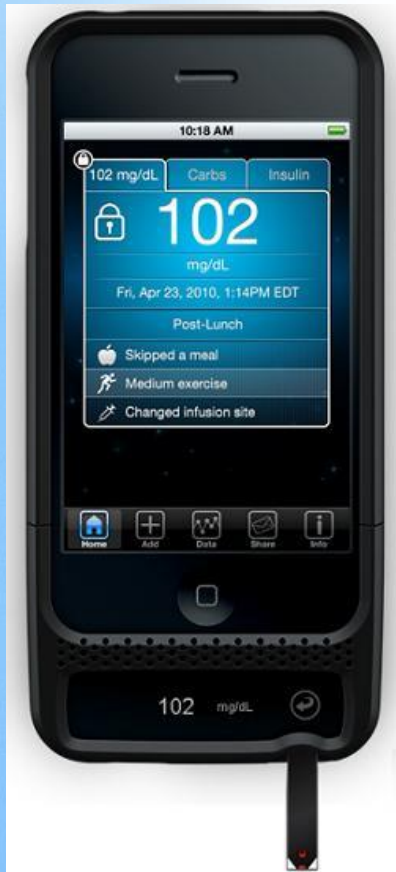 10:18 AM
102 mg/dL Carbs Insulin
102
mg/dL
Fri, Apr 23, 2010, 1:14PM EDT
Post-Lunch
Skipped a meal
Medium exercise
Changed infusion site
Home Add Data Share Info
102 mg/dL